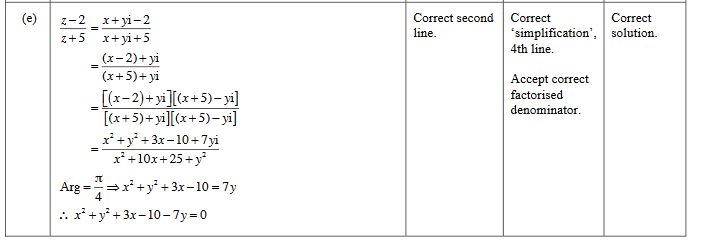 (e)
z−2/z+5 = x+yi−2/x+yi+5
= (x−2)+yi/(x+5)+yi
= [(x−2)+yi][(x+5)−yi]/[(x+5)+yi][(x+5)−yi]
= x²+y²+3x−10+7yi/x²+10x+25+y²
Arg = π/4 ⇒ x²+y²+3x−10=7y
∴ x²+y²+3x−10−7y=0
Correct second
line.
Correct
‘simplification’,
4th line.
Accept correct
factorised
denominator.
Correct
solution.